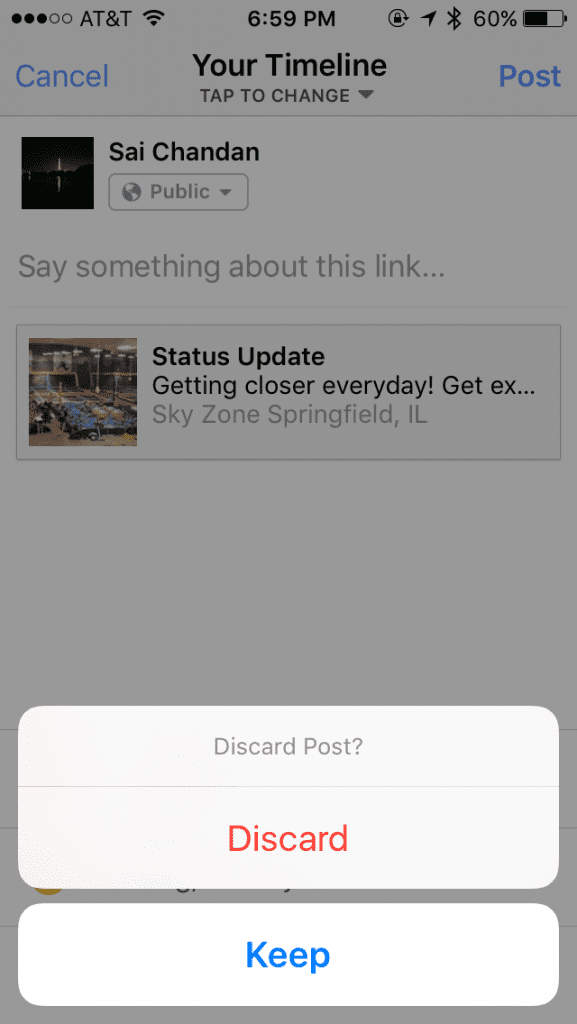 AT&T 6:59 PM 60%
Cancel Your Timeline Post
TAP TO CHANGE
Sai Chandan
Public
Say something about this link...
Status Update
Getting closer everyday! Get ex...
Sky Zone Springfield, IL
Discard Post?
Discard
Keep